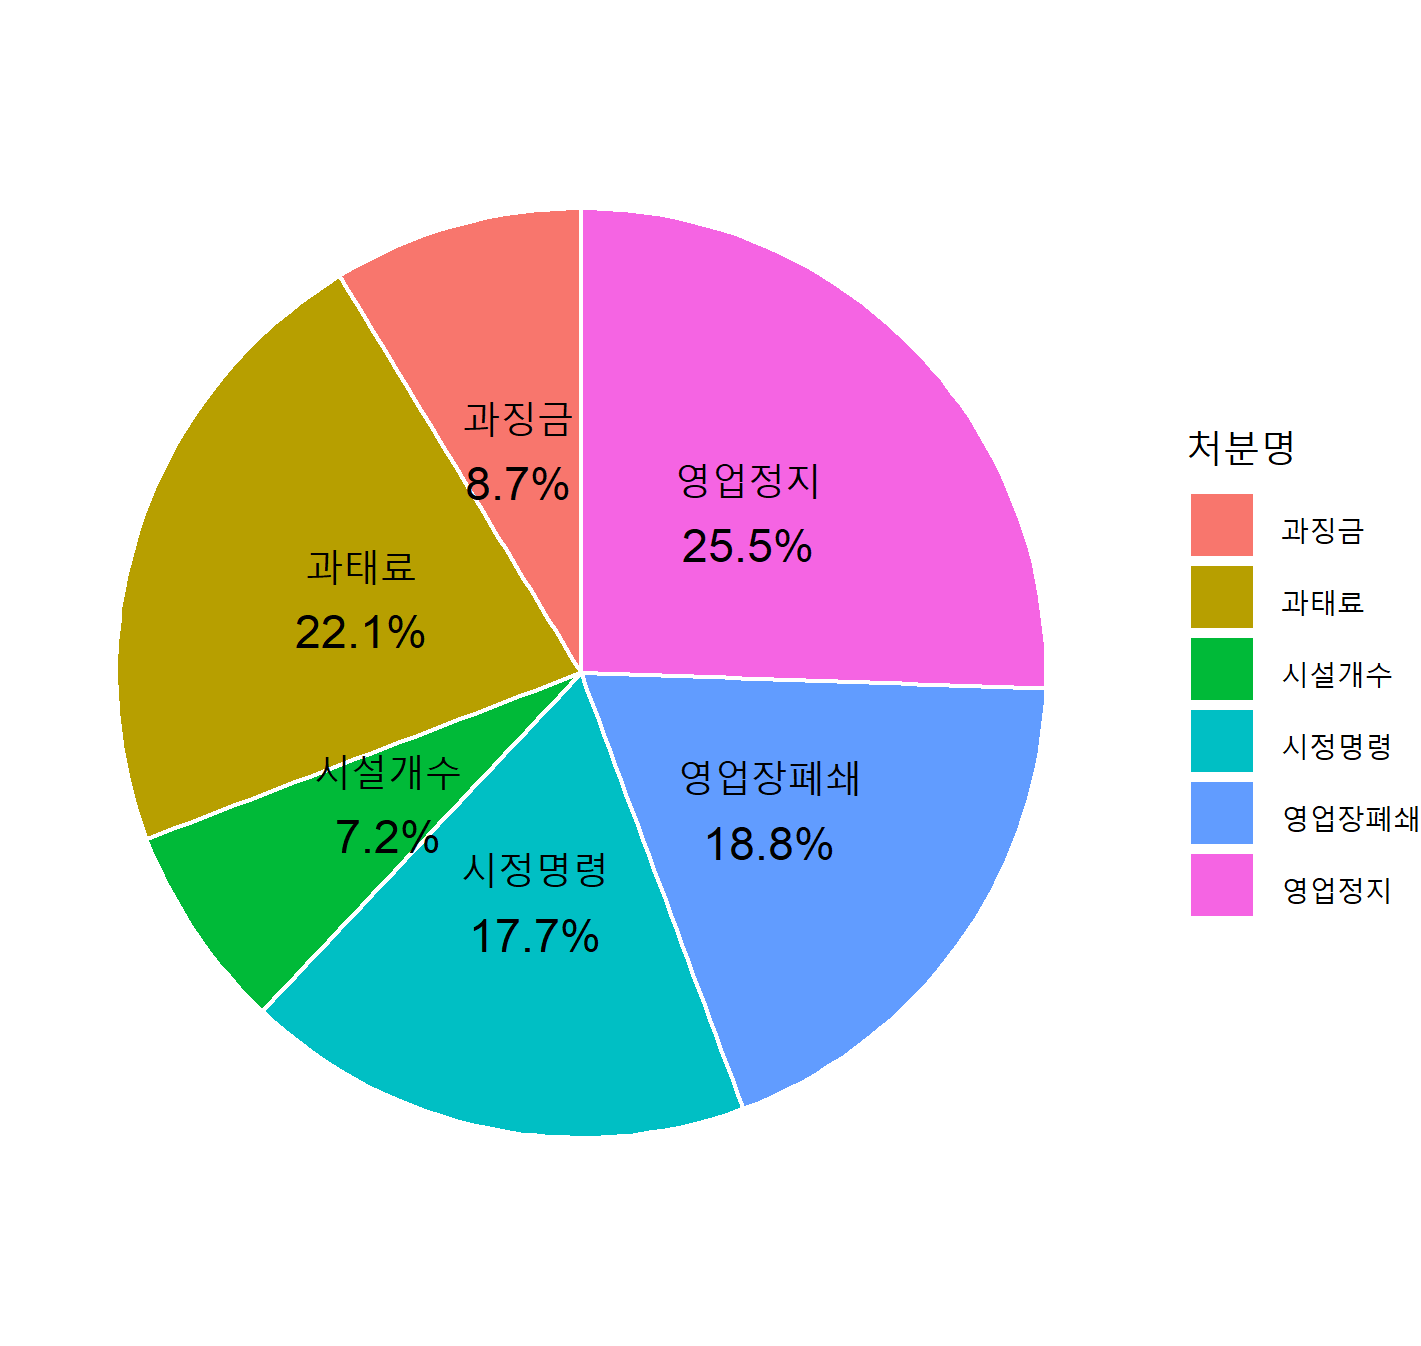 과징금
8.7%
영업정지
25.5%
과태료
22.1%
시설개수
7.2%
영업장폐쇄
18.8%
시정명령
17.7%
처분명
과징금
과태료
시설개수
시정명령
영업장폐쇄
영업정지